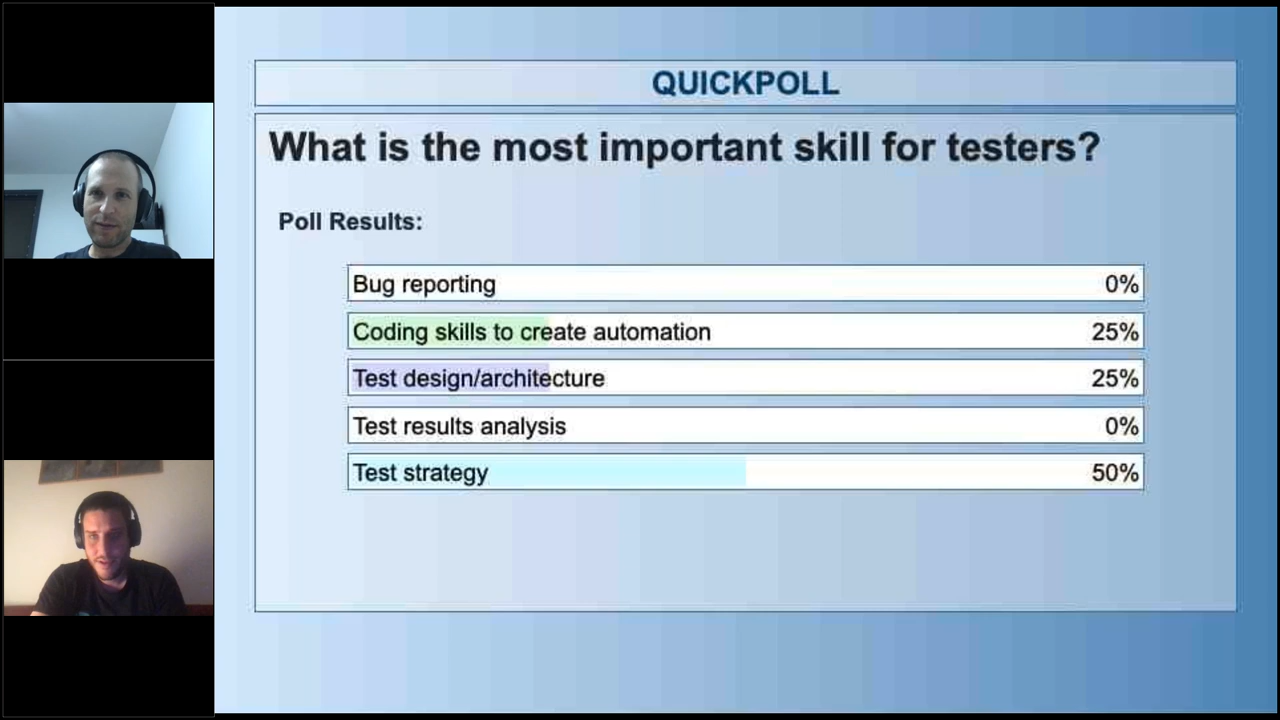 QUICKPOLL
What is the most important skill for testers?
Poll Results:
Bug reporting 0%
Coding skills to create automation 25%
Test design/architecture 25%
Test results analysis 0%
Test strategy 50%